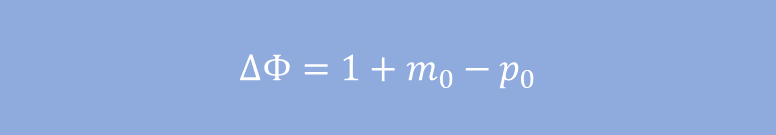 ΔΦ = 1 + m₀ − p₀